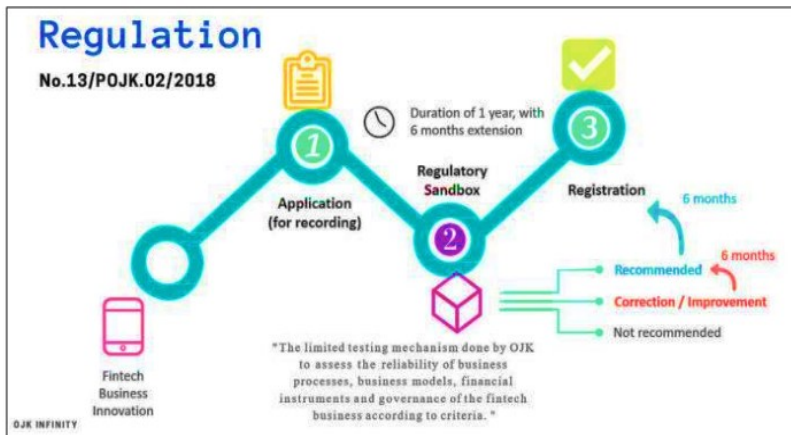 Regulation
No.13/POJK.02/2018
Duration of 1 year, with
6 months extension
1
Application
(for recording)
Regulatory
Sandbox
2
3
Registration
6 months
6 months
Recommended
Correction / Improvement
Not recommended
Fintech
Business
Innovation
"The limited testing mechanism done by OJK
to assess the reliability of business
processes, business models, financial
instruments and governance of the fintech
business according to criteria. "
OJK INFINITY